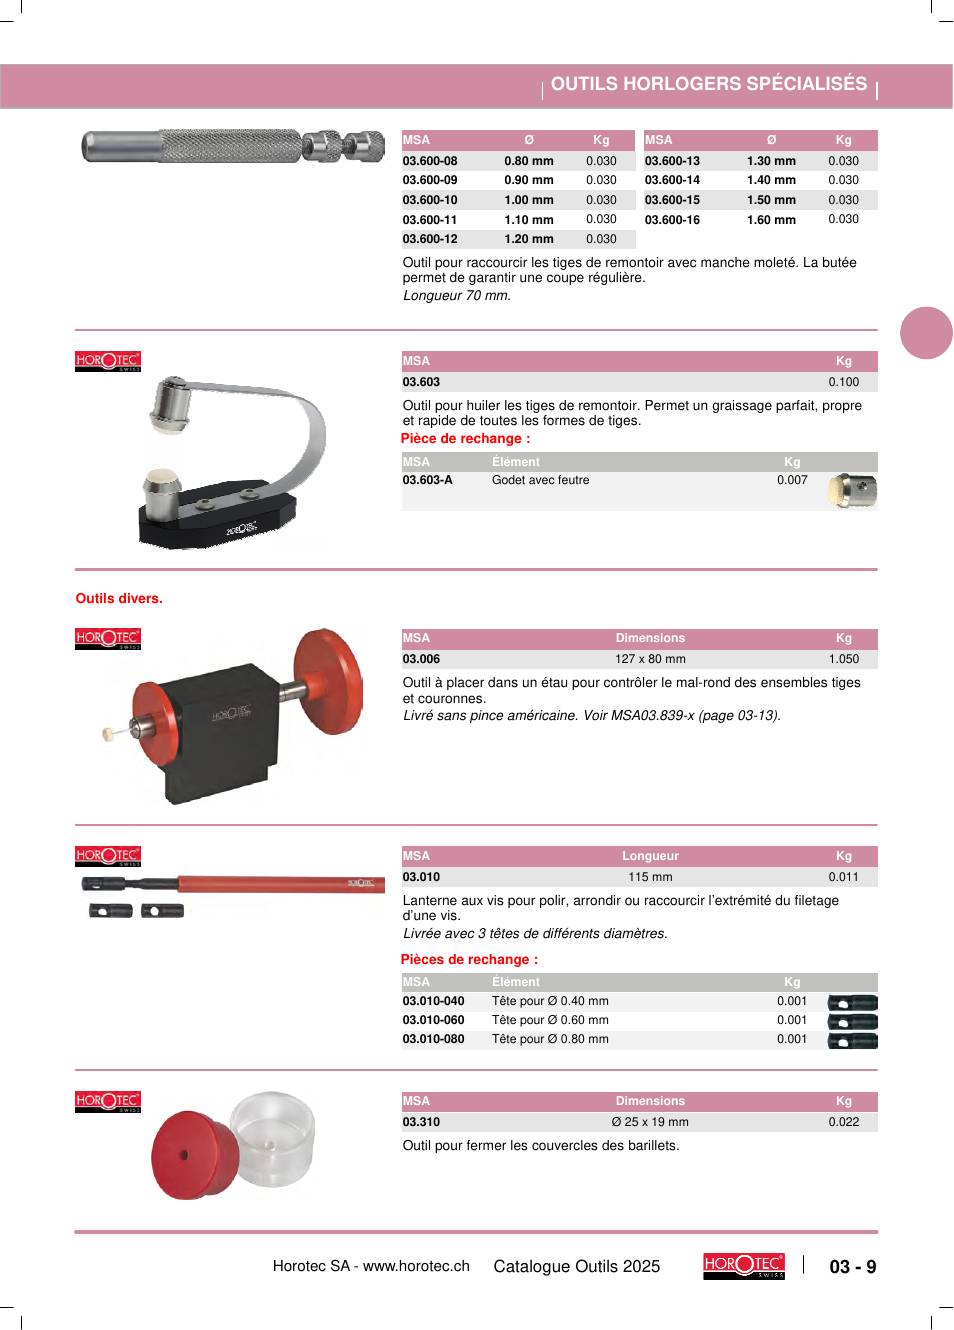 OUTILS HORLOGERS SPÉCIALISÉS
MSA Ø Kg
03.600-08 0.80 mm 0.030
03.600-09 0.90 mm 0.030
03.600-10 1.00 mm 0.030
03.600-11 1.10 mm 0.030
03.600-12 1.20 mm 0.030
MSA Ø Kg
03.600-13 1.30 mm 0.030
03.600-14 1.40 mm 0.030
03.600-15 1.50 mm 0.030
03.600-16 1.60 mm 0.030
Outil pour raccourcir les tiges de remontoir avec manche moleté. La butée
permet de garantir une coupe régulière.
Longueur 70 mm.
HOROTEC®
SWISS
MSA Kg
03.603 0.100
Outil pour huiler les tiges de remontoir. Permet un graissage parfait, propre
et rapide de toutes les formes de tiges.
Pièce de rechange :
MSA Élément Kg
03.603-A Godet avec feutre 0.007
HOROTEC
Outils divers.
HOROTEC®
SWISS
MSA Dimensions Kg
03.006 127 x 80 mm 1.050
Outil à placer dans un étau pour contrôler le mal-rond des ensembles tiges
et couronnes.
Livré sans pince américaine. Voir MSA03.839-x (page 03-13).
HOROTEC
HOROTEC®
SWISS
MSA Longueur Kg
03.010 115 mm 0.011
Lanterne aux vis pour polir, arrondir ou raccourcir l'extrémité du filetage
d'une vis.
Livrée avec 3 têtes de différents diamètres.
HOROTEC
Pièces de rechange :
MSA Élément Kg
03.010-040 Tête pour Ø 0.40 mm 0.001
03.010-060 Tête pour Ø 0.60 mm 0.001
03.010-080 Tête pour Ø 0.80 mm 0.001
HOROTEC®
SWISS
MSA Dimensions Kg
03.310 Ø 25 x 19 mm 0.022
Outil pour fermer les couvercles des barillets.
Horotec SA - www.horotec.ch Catalogue Outils 2025 HOROTEC® SWISS 03 - 9